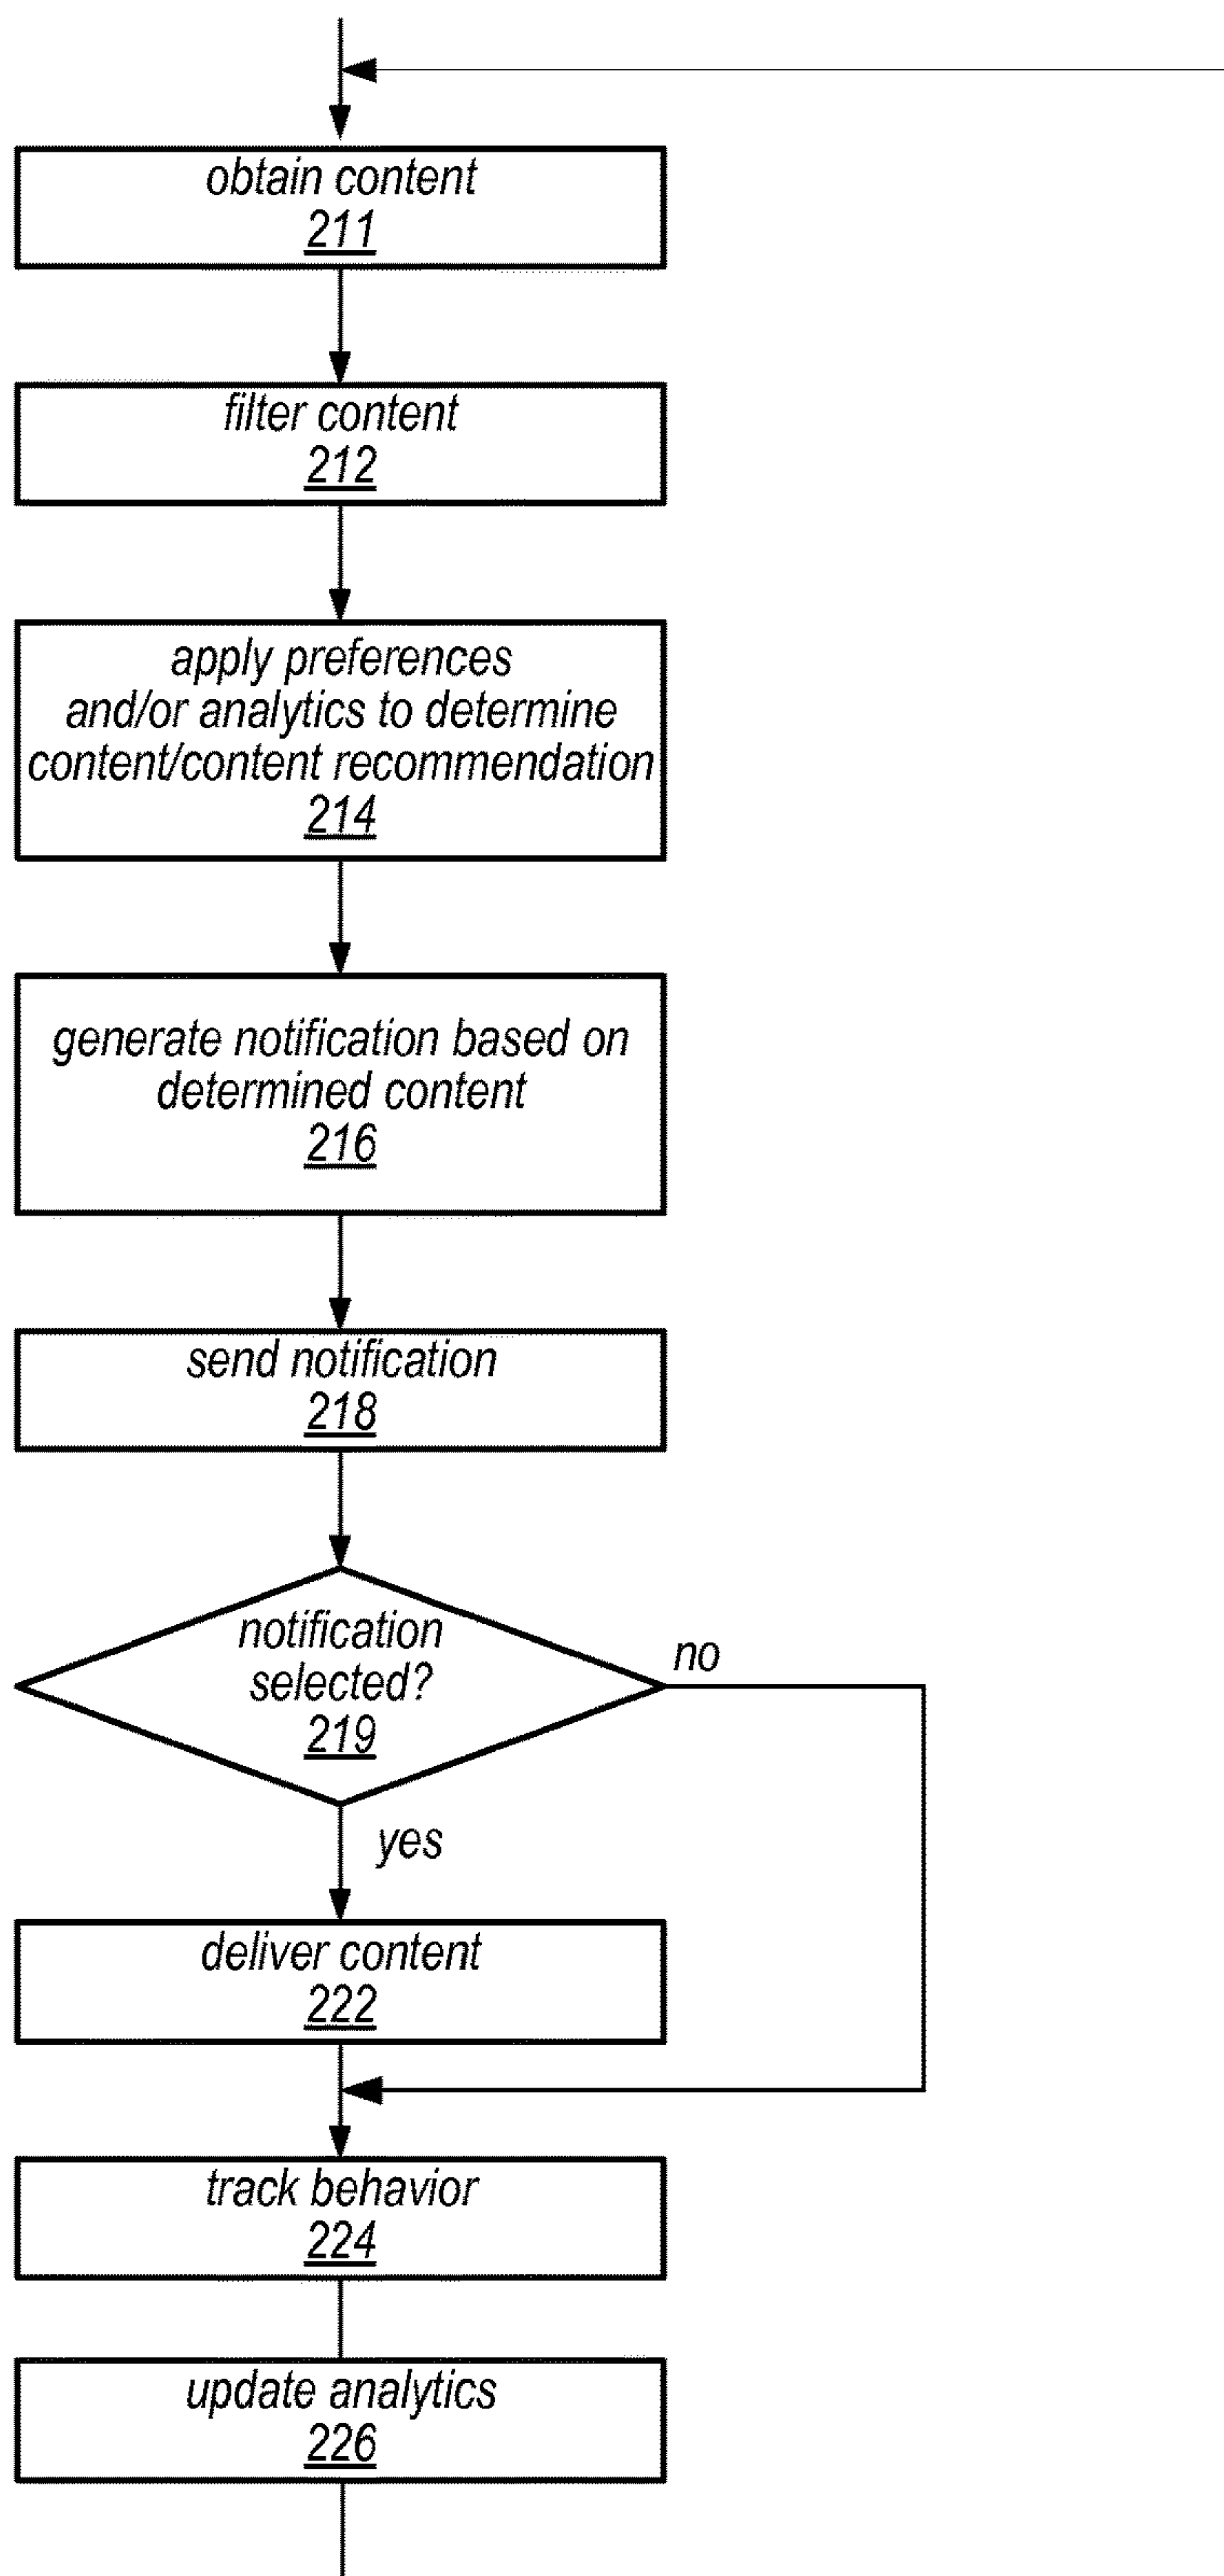 obtain content
211
filter content
212
apply preferences
and/or analytics to determine
content/content recommendation
214
generate notification based on
determined content
216
send notification
218
notification
selected?
219
no
yes
deliver content
222
track behavior
224
update analytics
226